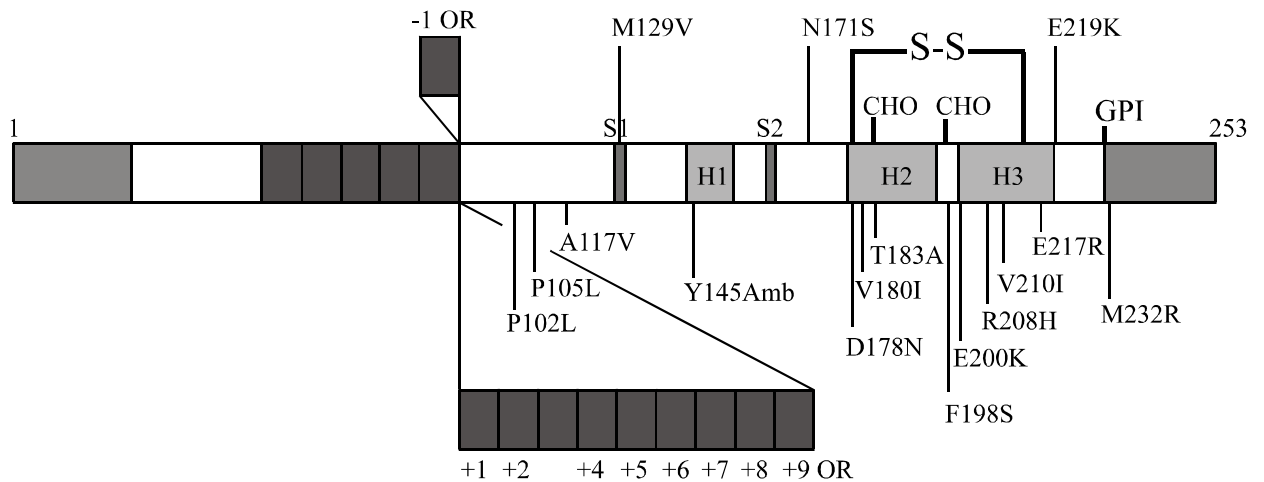 -1 OR
M129V
N171S
S-S
E219K
CHO
CHO
GPI
1
S1
S2
253
H1
H2
H3
A117V
T183A
E217R
P105L
Y145Amb
V180I
V210I
P102L
R208H
M232R
D178N
E200K
F198S
+1 +2 +4 +5 +6 +7 +8 +9 OR